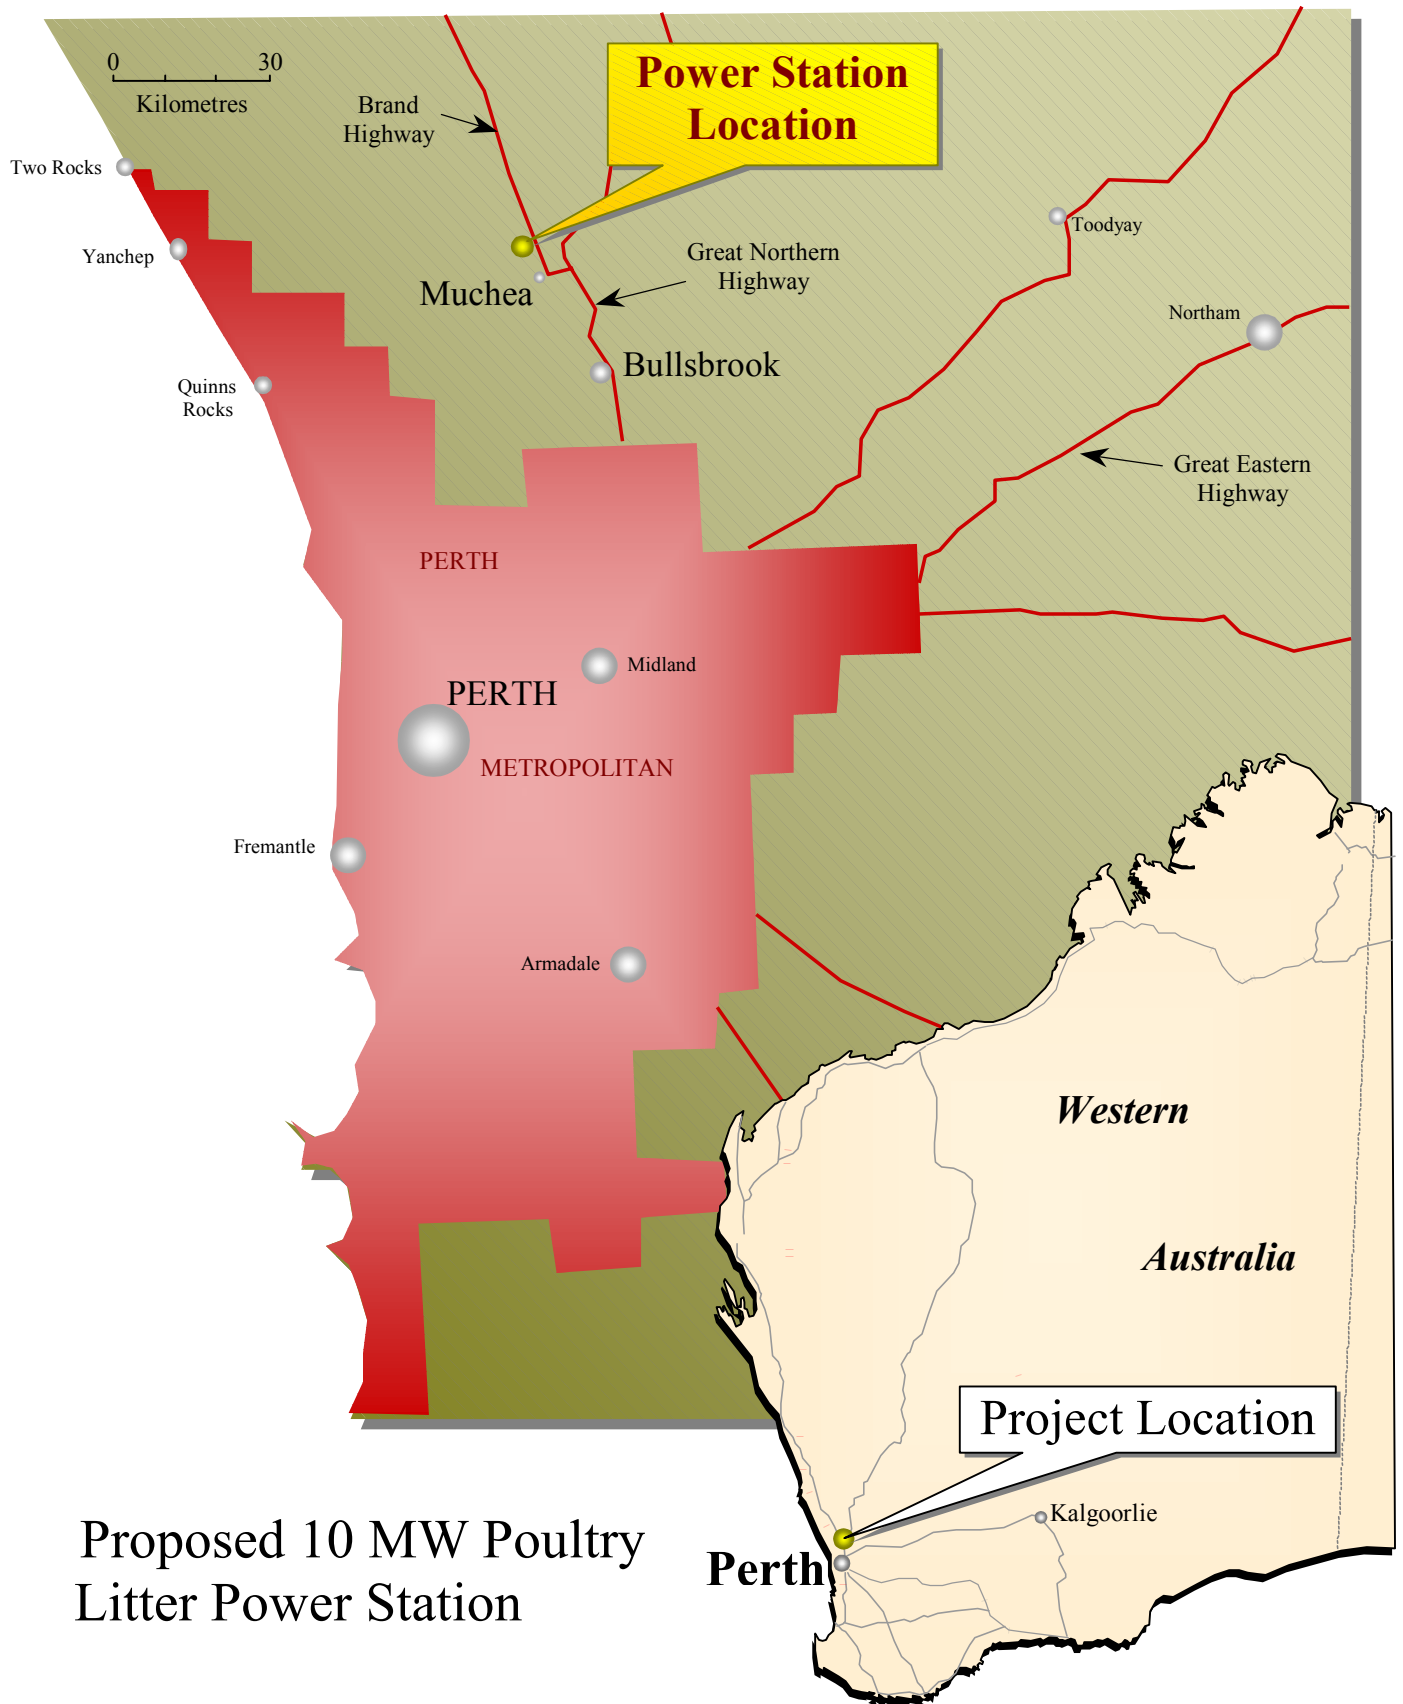 0 30
Kilometres
Brand
Highway
Power Station
Location
Two Rocks
Yanchep
Toodyay
Great Northern
Highway
Muchea
Northam
Bullsbrook
Quinns
Rocks
Great Eastern
Highway
PERTH
Midland
PERTH
METROPOLITAN
Fremantle
Armadale
Western
Australia
Project Location
Kalgoorlie
Perth
Proposed 10 MW Poultry
Litter Power Station